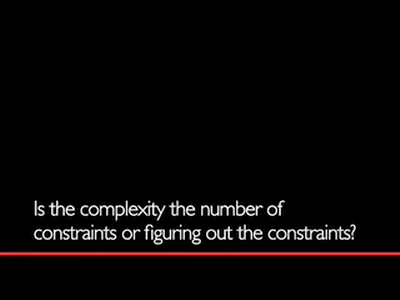 Is the complexity the number of
constraints or figuring out the constraints?